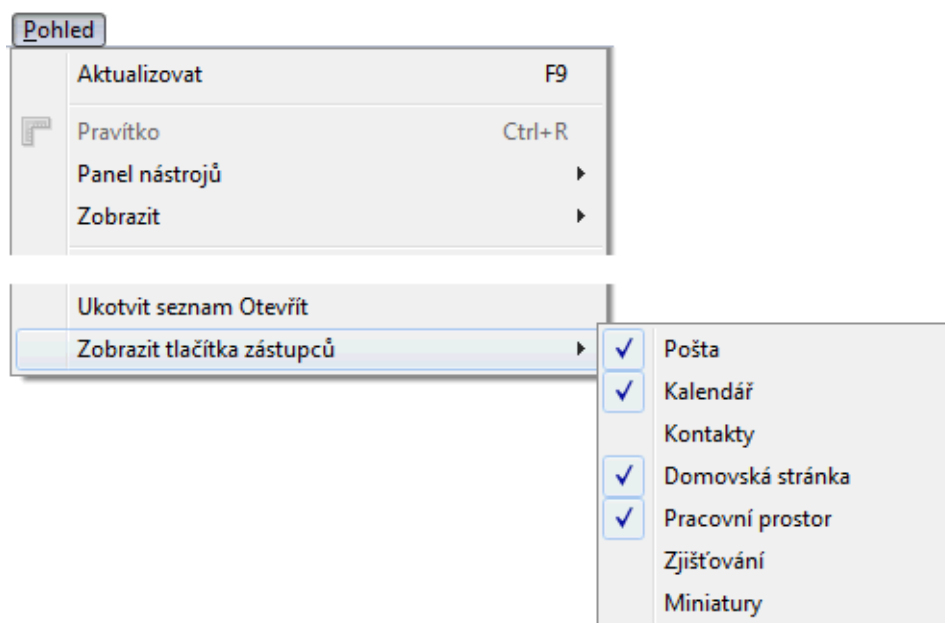 Pohled
Aktualizovat F9
Pravítko Ctrl+R
Panel nástrojů
Zobrazit
Ukotvit seznam Otevřít
Zobrazit tlačítka zástupců
Pošta
Kalendář
Kontakty
Domovská stránka
Pracovní prostor
Zjišťování
Miniatury